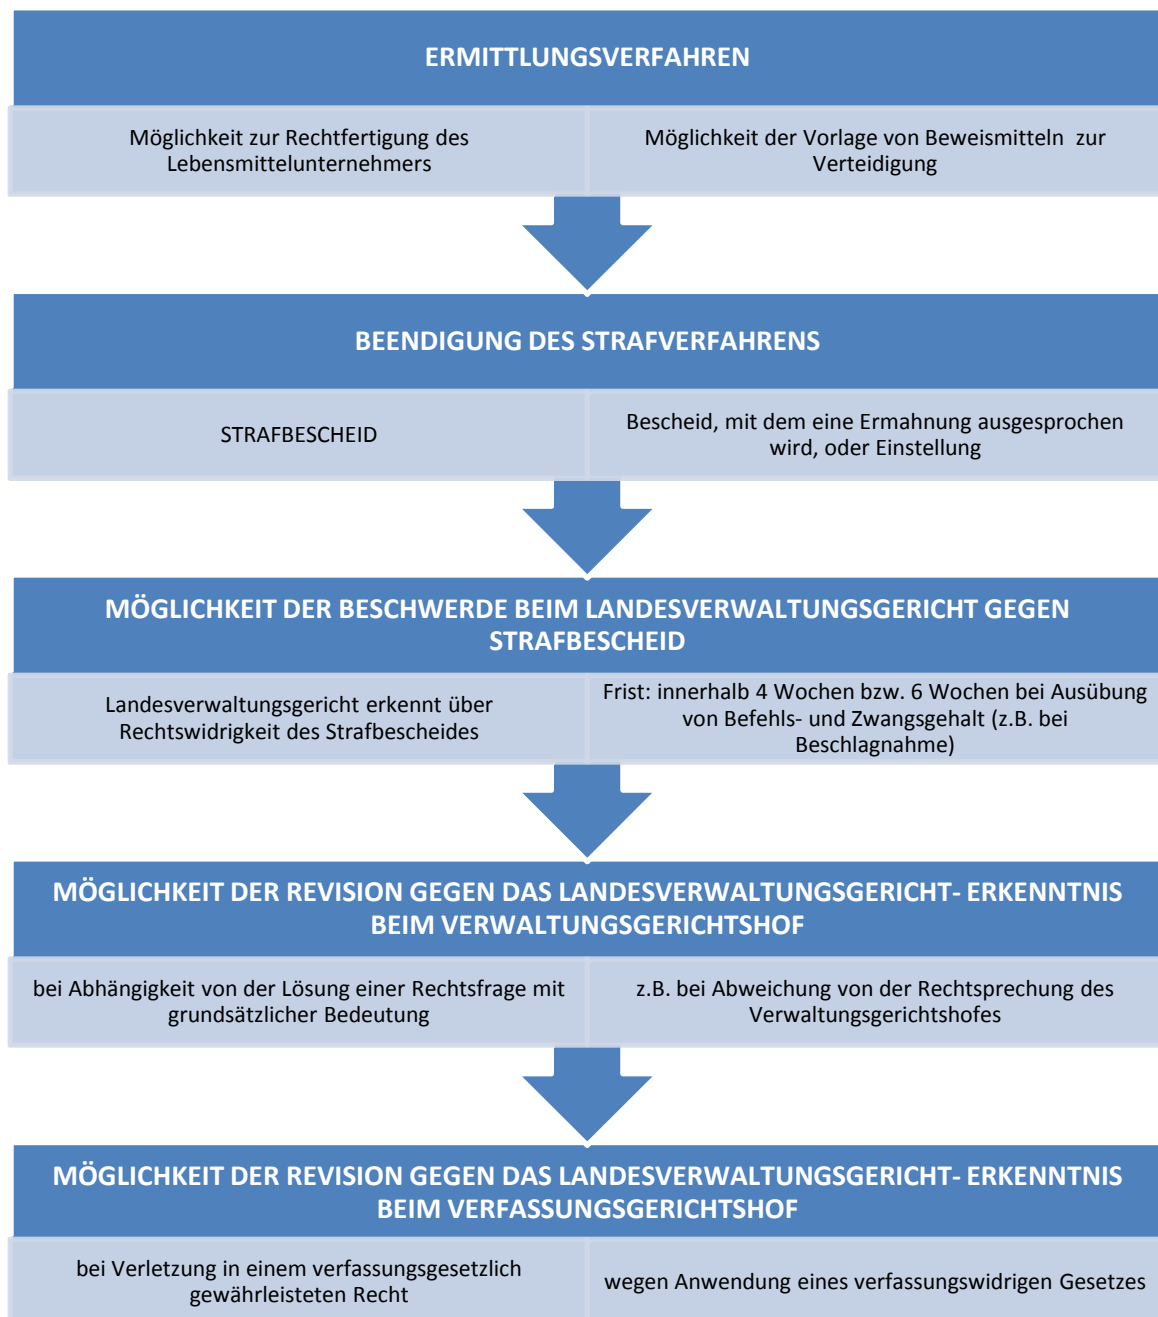 ERMITTLUNGSVERFAHREN
Möglichkeit zur Rechtfertigung des
Lebensmittelunternehmers
Möglichkeit der Vorlage von Beweismitteln zur
Verteidigung
BEENDIGUNG DES STRAFVERFAHRENS
STRAFBESCHEID
Bescheid, mit dem eine Ermahnung ausgesprochen
wird, oder Einstellung
MÖGLICHKEIT DER BESCHWERDE BEIM LANDESVERWALTUNGSGERICHT GEGEN
STRAFBESCHEID
Landesverwaltungsgericht erkennt über
Rechtswidrigkeit des Strafbescheides
Frist: innerhalb 4 Wochen bzw. 6 Wochen bei Ausübung
von Befehls- und Zwangsgehalt (z.B. bei
Beschlagnahme)
MÖGLICHKEIT DER REVISION GEGEN DAS LANDESVERWALTUNGSGERICHT- ERKENNTNIS
BEIM VERWALTUNGSGERICHTSHOF
bei Abhängigkeit von der Lösung einer Rechtsfrage mit
grundsätzlicher Bedeutung
z.B. bei Abweichung von der Rechtsprechung des
Verwaltungsgerichtshofes
MÖGLICHKEIT DER REVISION GEGEN DAS LANDESVERWALTUNGSGERICHT- ERKENNTNIS
BEIM VERFASSUNGSGERICHTSHOF
bei Verletzung in einem verfassungsgesetzlich
gewährleisteten Recht
wegen Anwendung eines verfassungswidrigen Gesetzes